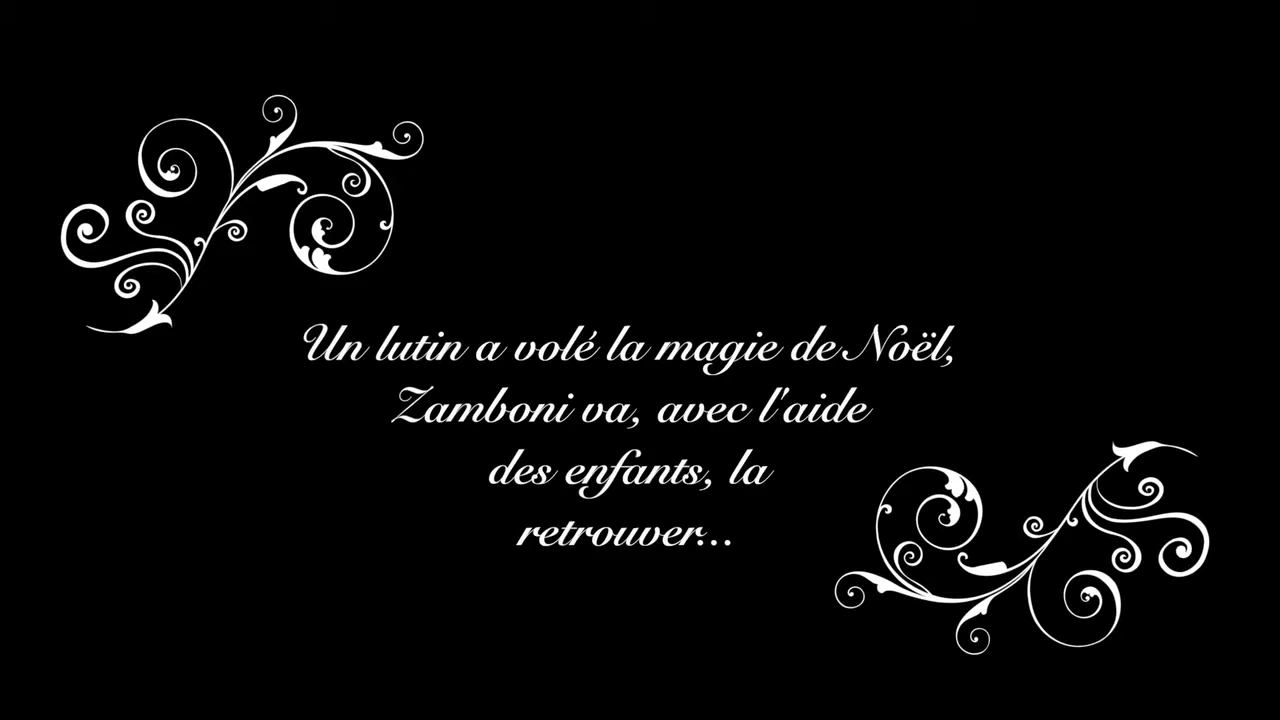 Un lutin a volé la magie de Noël,
Zamboni va, avec l'aide
des enfants, la
retrouver...